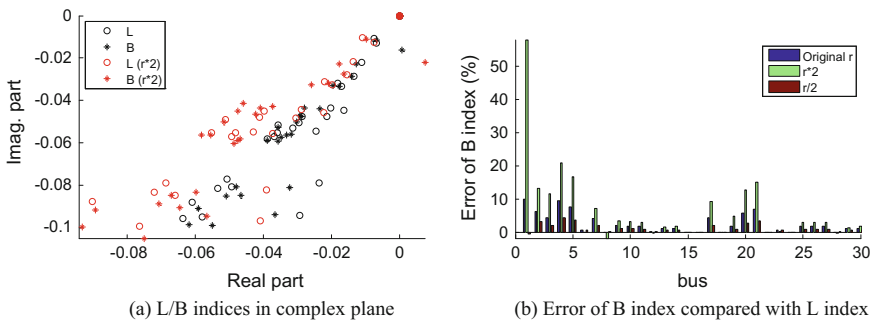 0
-0.02
-0.04
-0.06
-0.08
-0.1
Imag. part
L
B
L (r*2)
B (r*2)
-0.08
-0.06
-0.04
-0.02
0
Real part
(a) L/B indices in complex plane
50
40
30
20
10
0
Error of B index (%)
Original r
r*2
r/2
0
5
10
15
20
25
30
bus
(b) Error of B index compared with L index